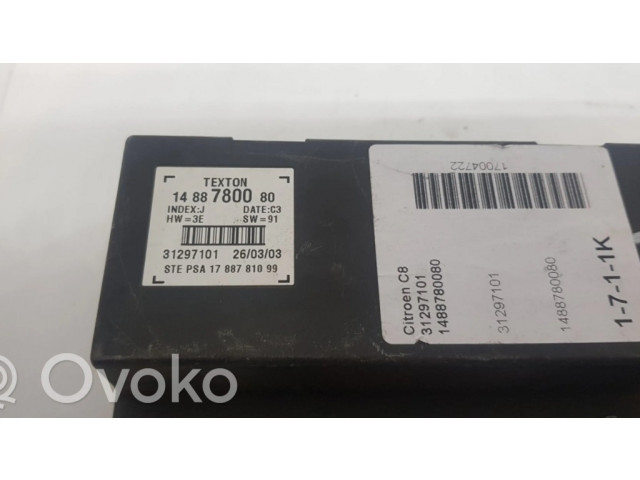 TEXTON
14 88 7800 80
INDEX:J DATE:C3
HW=3E SW=91
31297101 26/03/03
STE PSA 17 887 810 99
17004722
Citroen C8
31297101
1488780080
31297101
1488780080
1-7-1-1K
Ovoko